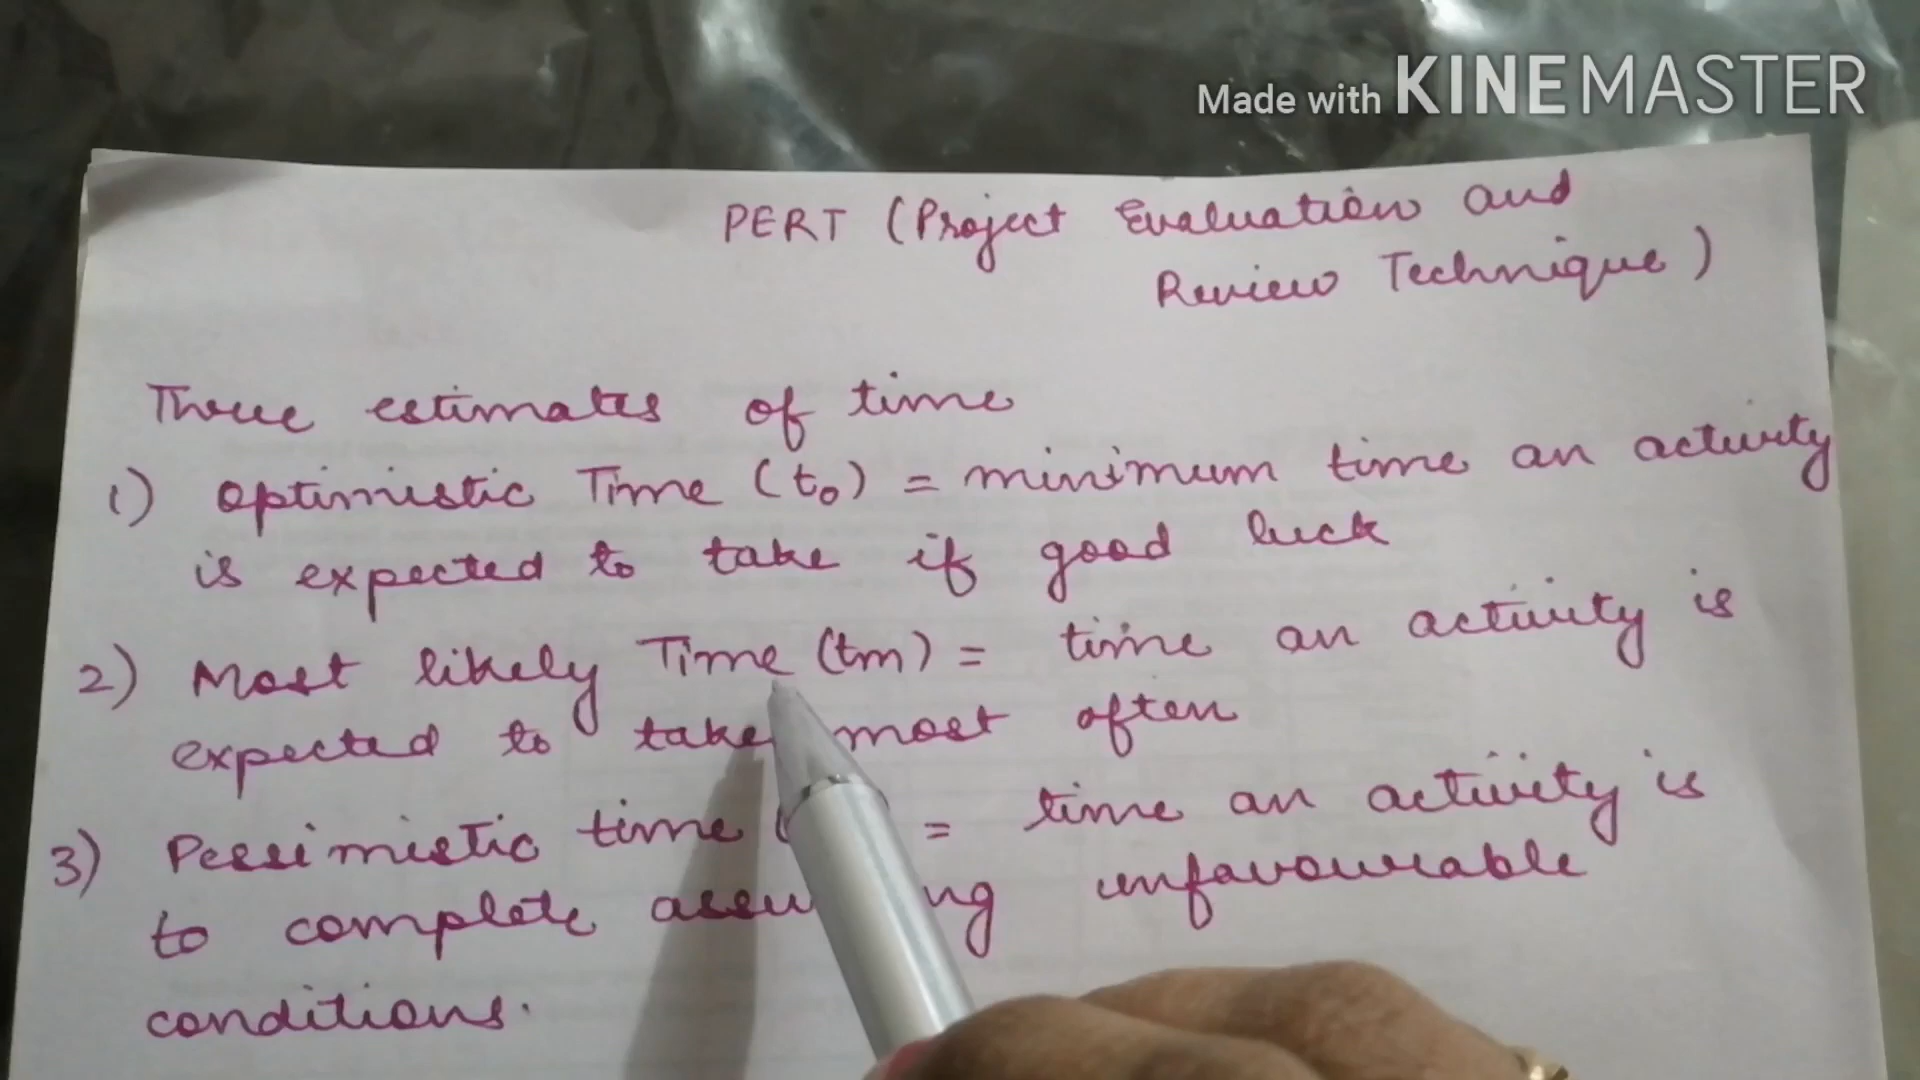 Made with KINEMASTER
PERT (Project Evaluation and
Review Technique)
Three estimates of time
1) Optimistic Time (to) = minimum time an activity
is expected to take if good luck
2) Most likely Time (tm) = time an activity is
expected to take most often
3) Pessimistic time ( = time an activity is
to complete assu ng unfavourable
conditions.